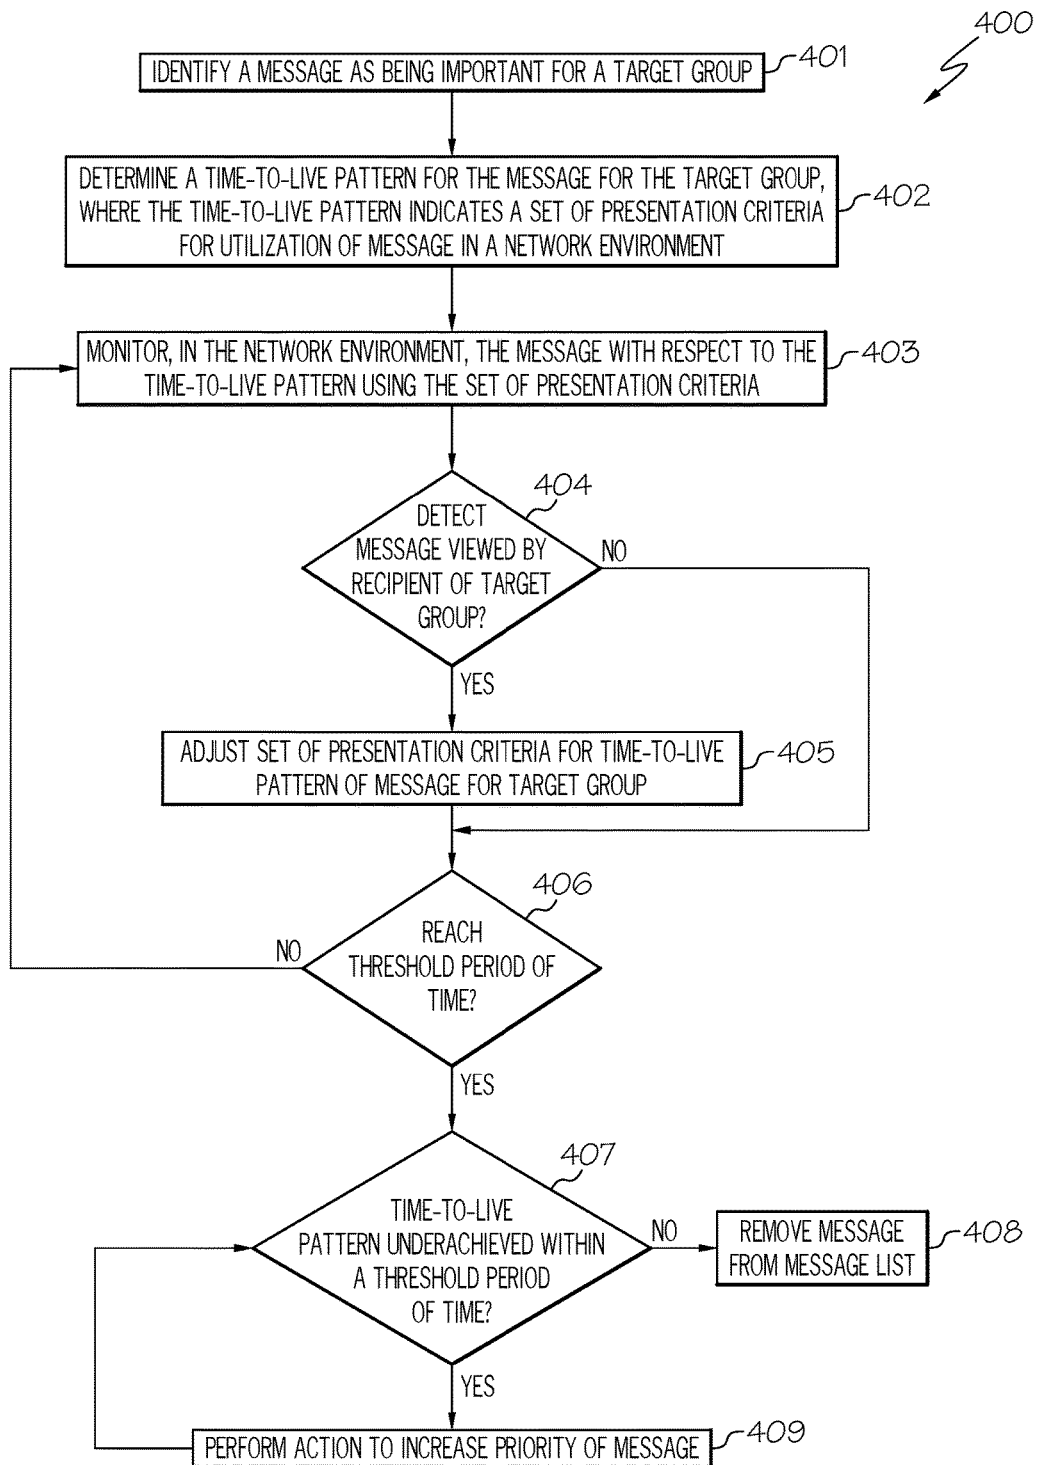 400
IDENTIFY A MESSAGE AS BEING IMPORTANT FOR A TARGET GROUP
401
DETERMINE A TIME-TO-LIVE PATTERN FOR THE MESSAGE FOR THE TARGET GROUP,
WHERE THE TIME-TO-LIVE PATTERN INDICATES A SET OF PRESENTATION CRITERIA
FOR UTILIZATION OF MESSAGE IN A NETWORK ENVIRONMENT
402
MONITOR, IN THE NETWORK ENVIRONMENT, THE MESSAGE WITH RESPECT TO THE
TIME-TO-LIVE PATTERN USING THE SET OF PRESENTATION CRITERIA
403
404
DETECT
MESSAGE VIEWED BY
RECIPIENT OF TARGET
GROUP?
NO
YES
ADJUST SET OF PRESENTATION CRITERIA FOR TIME-TO-LIVE
PATTERN OF MESSAGE FOR TARGET GROUP
405
406
REACH
THRESHOLD PERIOD OF
TIME?
NO
YES
407
TIME-TO-LIVE
PATTERN UNDERACHIEVED WITHIN
A THRESHOLD PERIOD
OF TIME?
NO
REMOVE MESSAGE
FROM MESSAGE LIST
408
YES
PERFORM ACTION TO INCREASE PRIORITY OF MESSAGE
409